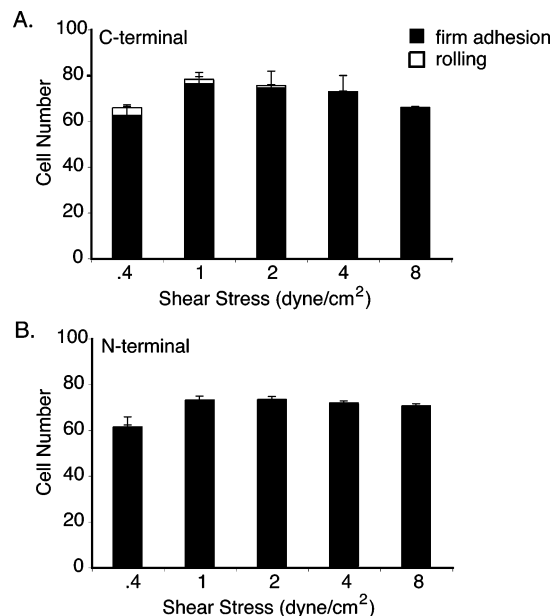 A.
C-terminal
firm adhesion
rolling
Cell Number
100
80
60
40
20
0
.4 1 2 4 8
Shear Stress (dyne/cm²)
B.
N-terminal
Cell Number
100
80
60
40
20
0
.4 1 2 4 8
Shear Stress (dyne/cm²)